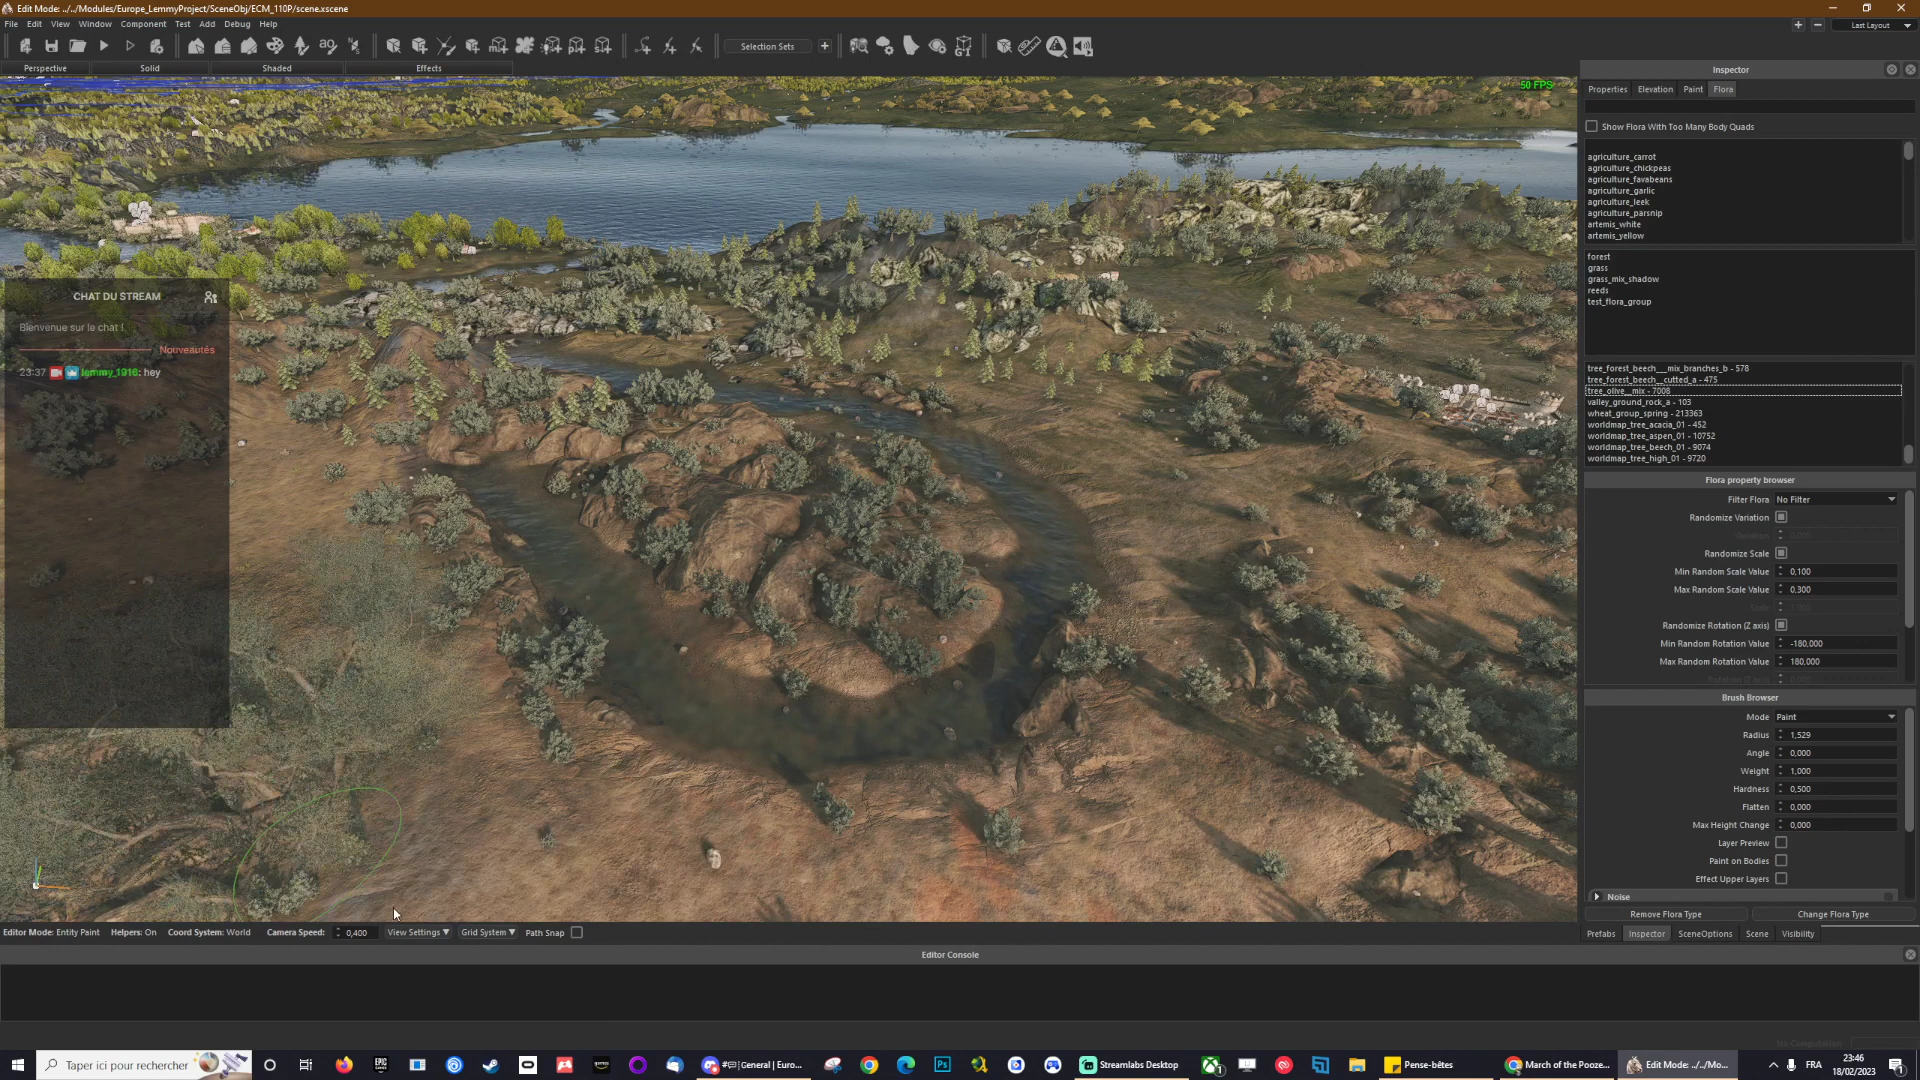 Edit Mode: ../../Modules/Europe_LemmyProject/SceneObj/ECM_110P/scene.xscene
File Edit View Window Component Test Add Debug Help
Last Layout
Selection Sets
Perspective Solid Shaded Effects
50 FPS
CHAT DU STREAM
Bienvenue sur le chat !
Nouveautés
23:37 lemmy_1916: hey
Inspector
Properties Elevation Paint Flora
Show Flora With Too Many Body Quads
agriculture_carrot
agriculture_chickpeas
agriculture_favabeans
agriculture_garlic
agriculture_leek
agriculture_parsnip
artemis_white
artemis_yellow
forest
grass
grass_mix_shadow
reeds
test_flora_group
tree_forest_beech___mix_branches_b - 578
tree_forest_beech__cutted_a - 475
tree_olive__mix - 7008
valley_ground_rock_a - 103
wheat_group_spring - 213363
worldmap_tree_acacia_01 - 452
worldmap_tree_aspen_01 - 10752
worldmap_tree_beech_01 - 9074
worldmap_tree_high_01 - 9720
Flora property browser
Filter Flora No Filter
Randomize Variation
Randomize Scale
Min Random Scale Value 0,100
Max Random Scale Value 0,300
Randomize Rotation (Z axis)
Min Random Rotation Value -180,000
Max Random Rotation Value 180,000
Brush Browser
Mode Paint
Radius 1,529
Angle 0,000
Weight 1,000
Hardness 0,500
Flatten 0,000
Max Height Change 0,000
Layer Preview
Paint on Bodies
Effect Upper Layers
Noise
Remove Flora Type Change Flora Type
Prefabs Inspector SceneOptions Scene Visibility
Editor Mode: Entity Paint Helpers: On Coord System: World Camera Speed: 0,400 View Settings Grid System Path Snap
Editor Console
No Computation
Taper ici pour rechercher
General | Euro...
Streamlabs Desktop
Pense-bêtes
March of the Pooze...
Edit Mode: ../../Mo...
FRA
23:46
18/02/2023